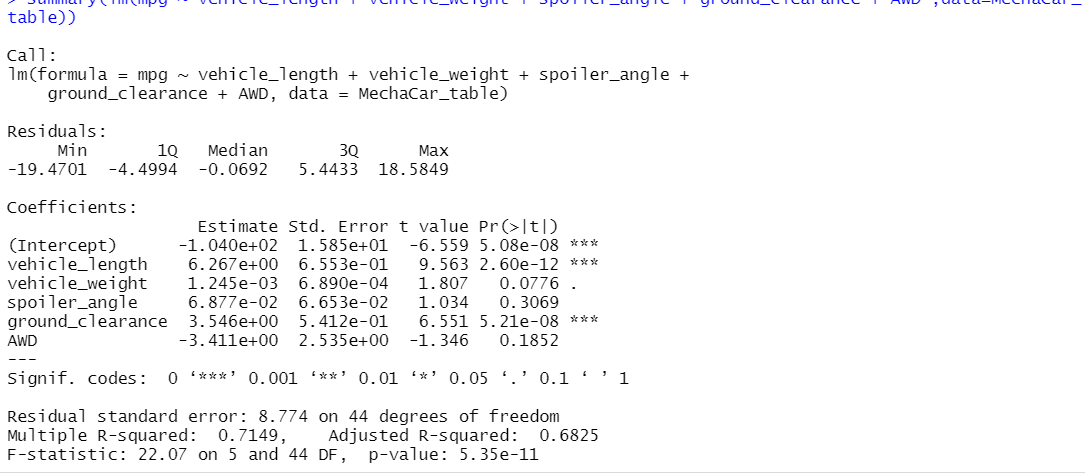 > summary(lm(mpg ~ vehicle_length + vehicle_weight + spoiler_angle + ground_clearance + AWD ,data=MechaCar_
table))
Call:
lm(formula = mpg ~ vehicle_length + vehicle_weight + spoiler_angle +
    ground_clearance + AWD, data = MechaCar_table)
Residuals:
     Min       1Q   Median       3Q      Max
-19.4701  -4.4994  -0.0692   5.4433  18.5849
Coefficients:
                   Estimate Std. Error t value Pr(>|t|)
(Intercept)      -1.040e+02  1.585e+01  -6.559 5.08e-08 ***
vehicle_length    6.267e+00  6.553e-01   9.563 2.60e-12 ***
vehicle_weight    1.245e-03  6.890e-04   1.807   0.0776 .
spoiler_angle     6.877e-02  6.653e-02   1.034   0.3069
ground_clearance  3.546e+00  5.412e-01   6.551 5.21e-08 ***
AWD              -3.411e+00  2.535e+00  -1.346   0.1852
---
Signif. codes:  0 ‘***’ 0.001 ‘**’ 0.01 ‘*’ 0.05 ‘.’ 0.1 ‘ ’ 1
Residual standard error: 8.774 on 44 degrees of freedom
Multiple R-squared:  0.7149,	Adjusted R-squared:  0.6825
F-statistic: 22.07 on 5 and 44 DF,  p-value: 5.35e-11